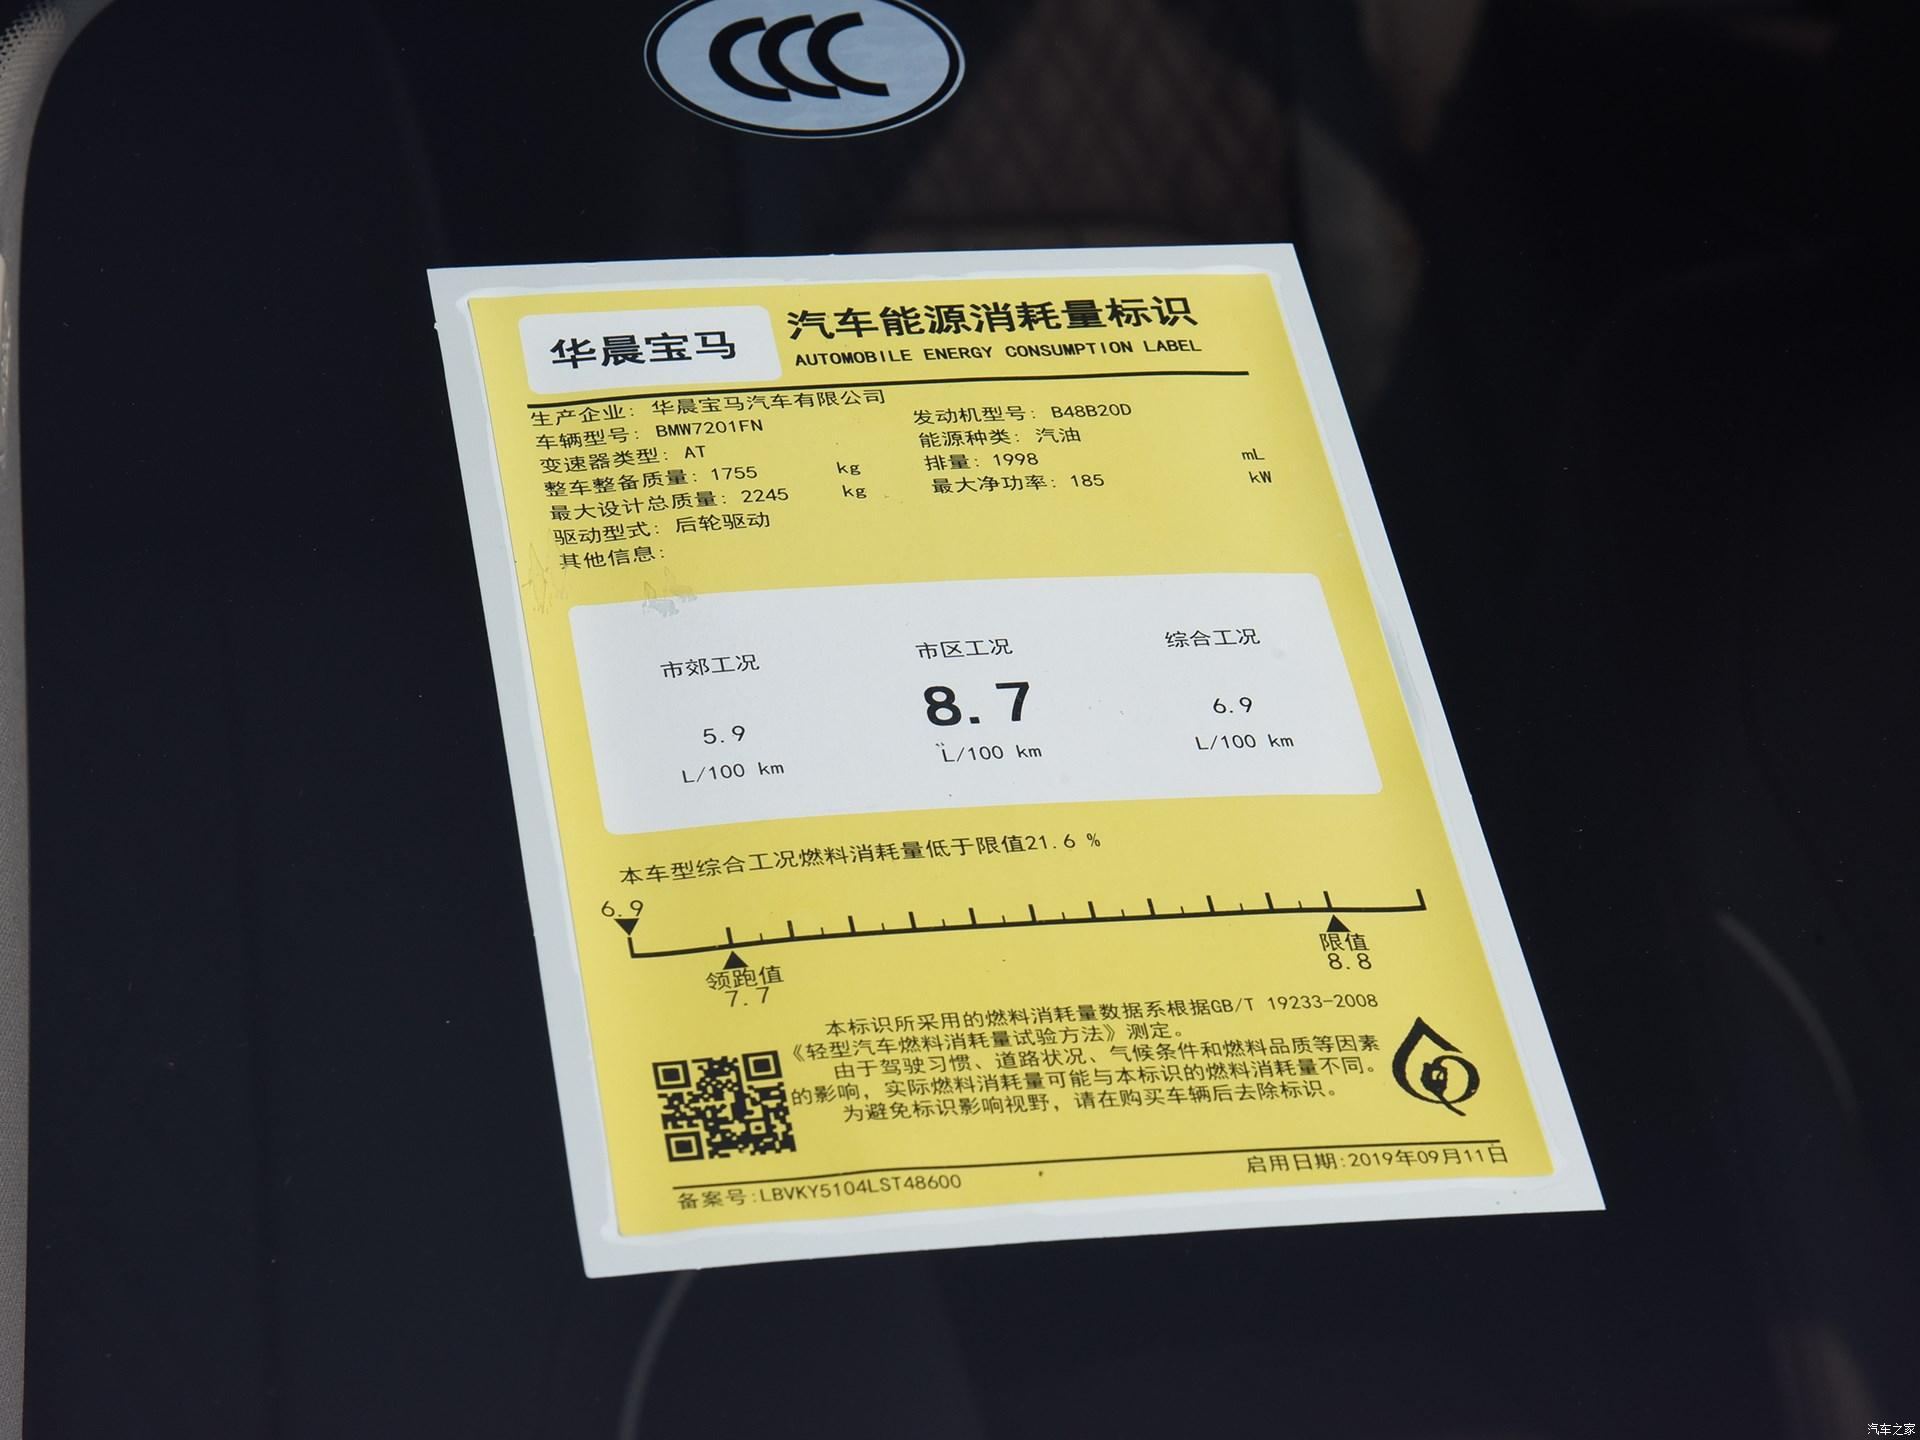 CCC
华晨宝马
汽车能源消耗量标识
AUTOMOBILE ENERGY CONSUMPTION LABEL
生产企业: 华晨宝马汽车有限公司
车辆型号: BMW7201FN
变速器类型: AT
整车整备质量: 1755 kg
最大设计总质量: 2245 kg
驱动型式: 后轮驱动
其他信息:
发动机型号: B48B20D
能源种类: 汽油
排量: 1998 mL
最大净功率: 185 kW
市郊工况
5.9
L/100 km
市区工况
8.7
L/100 km
综合工况
6.9
L/100 km
本车型综合工况燃料消耗量低于限值21.6 %
6.9
领跑值
7.7
限值
8.8
本标识所采用的燃料消耗量数据系根据GB/T 19233-2008
《轻型汽车燃料消耗量试验方法》测定。
由于驾驶习惯、道路状况、气候条件和燃料品质等因素
的影响，实际燃料消耗量可能与本标识的燃料消耗量不同。
为避免标识影响视野，请在购买车辆后去除标识。
备案号:LBVKY5104LST48600
启用日期:2019年09月11日
汽车之家